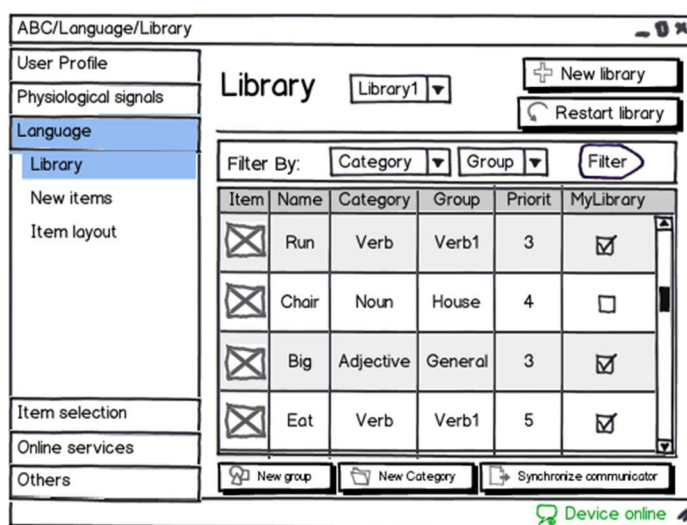 ABC/Language/Library
User Profile
Physiological signals
Language
Library
New items
Item layout
Item selection
Online services
Others
Library
Library1
New library
Restart library
Filter By: Category Group Filter
Item Name Category Group Priorit MyLibrary
Run Verb Verb1 3
Chair Noun House 4
Big Adjective General 3
Eat Verb Verb1 5
New group New Category Synchronize communicator
Device online